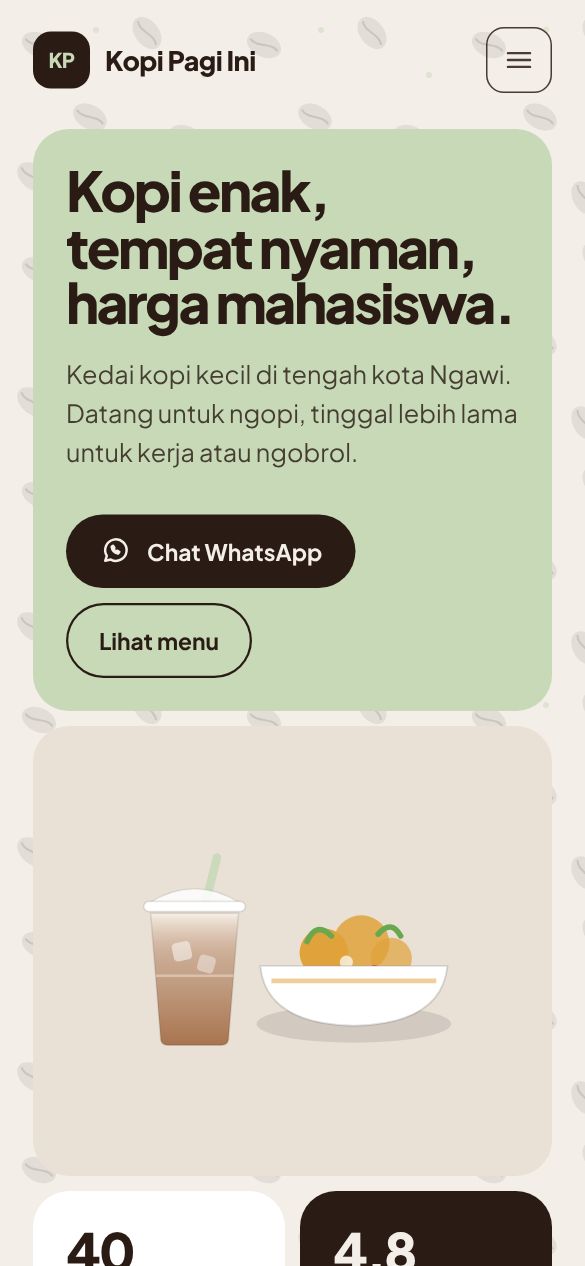 KP
Kopi Pagi Ini
Kopi enak,
tempat nyaman,
harga mahasiswa.
Kedai kopi kecil di tengah kota Ngawi.
Datang untuk ngopi, tinggal lebih lama
untuk kerja atau ngobrol.
Chat WhatsApp
Lihat menu
40
4.8